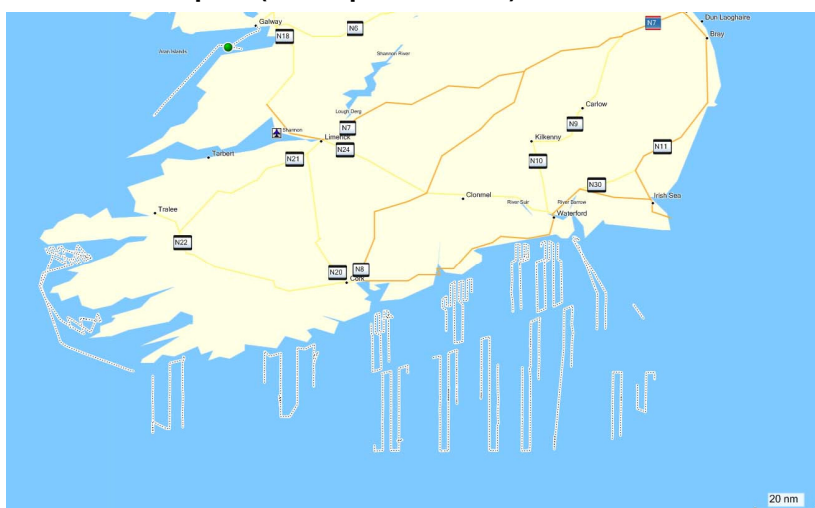 Galway
Dun Laoghaire
N7
N6
N18
Bray
Aran Islands
Shannon River
Lough Derg
Carlow
N9
Shannon
N7
Limerick
Kilkenny
N24
N11
Tarbert
N21
N10
N30
Clonmel
River Suir
River Barrow
Irish Sea
Tralee
Waterford
N22
N20
N8
Cork
20 nm